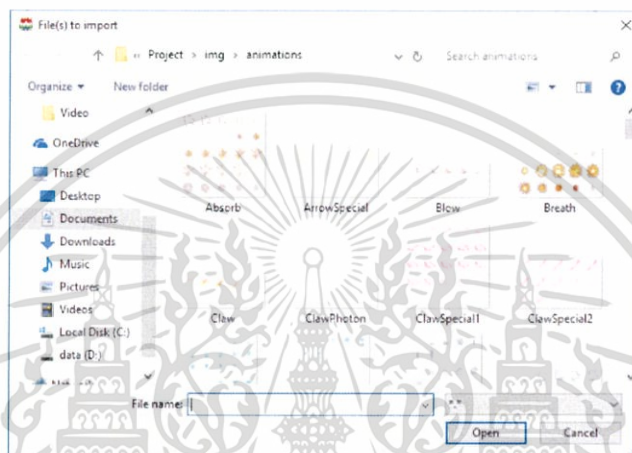 File(s) to import
Project > img > animations
Search animations
Organize
New folder
Video
OneDrive
This PC
Desktop
Documents
Downloads
Music
Pictures
Videos
Local Disk (C:)
data (D:)
Absorb
ArrowSpecial
Blow
Breath
Claw
ClawPhoton
ClawSpecial1
ClawSpecial2
File name:
*.*
Open
Cancel